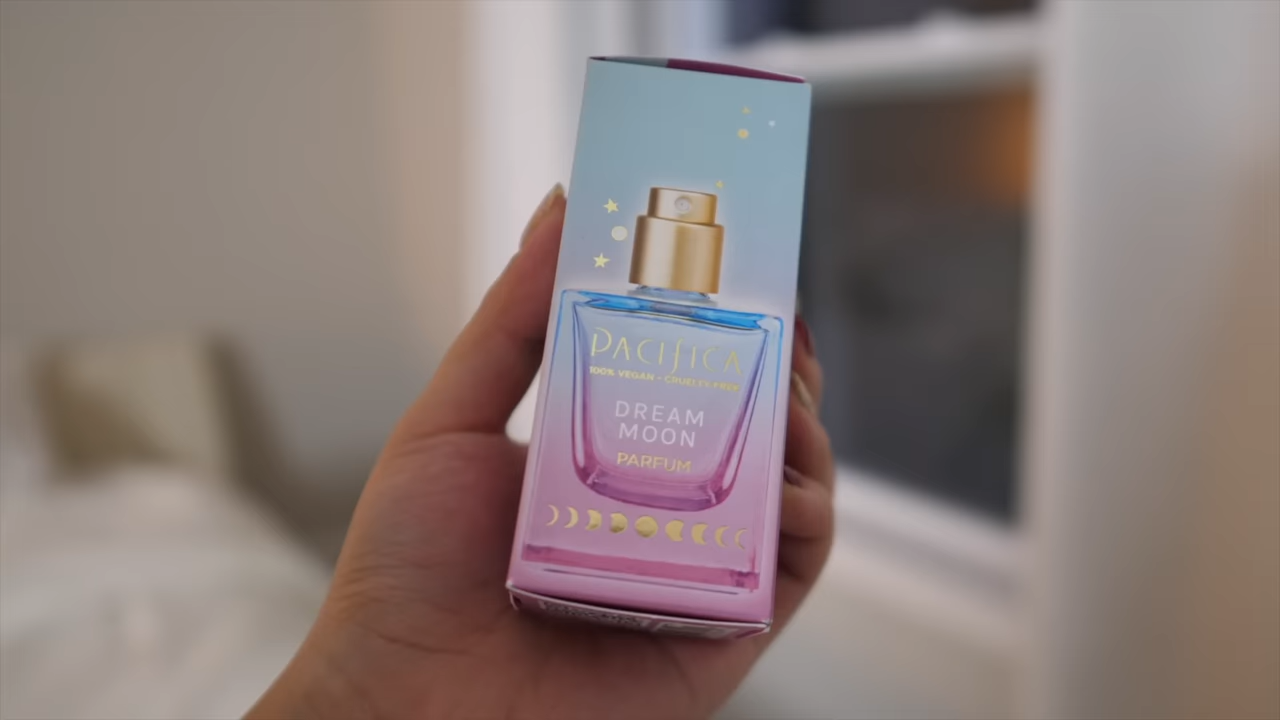 PACIFICA
100% VEGAN • CRUELTY-FREE
DREAM
MOON
PARFUM